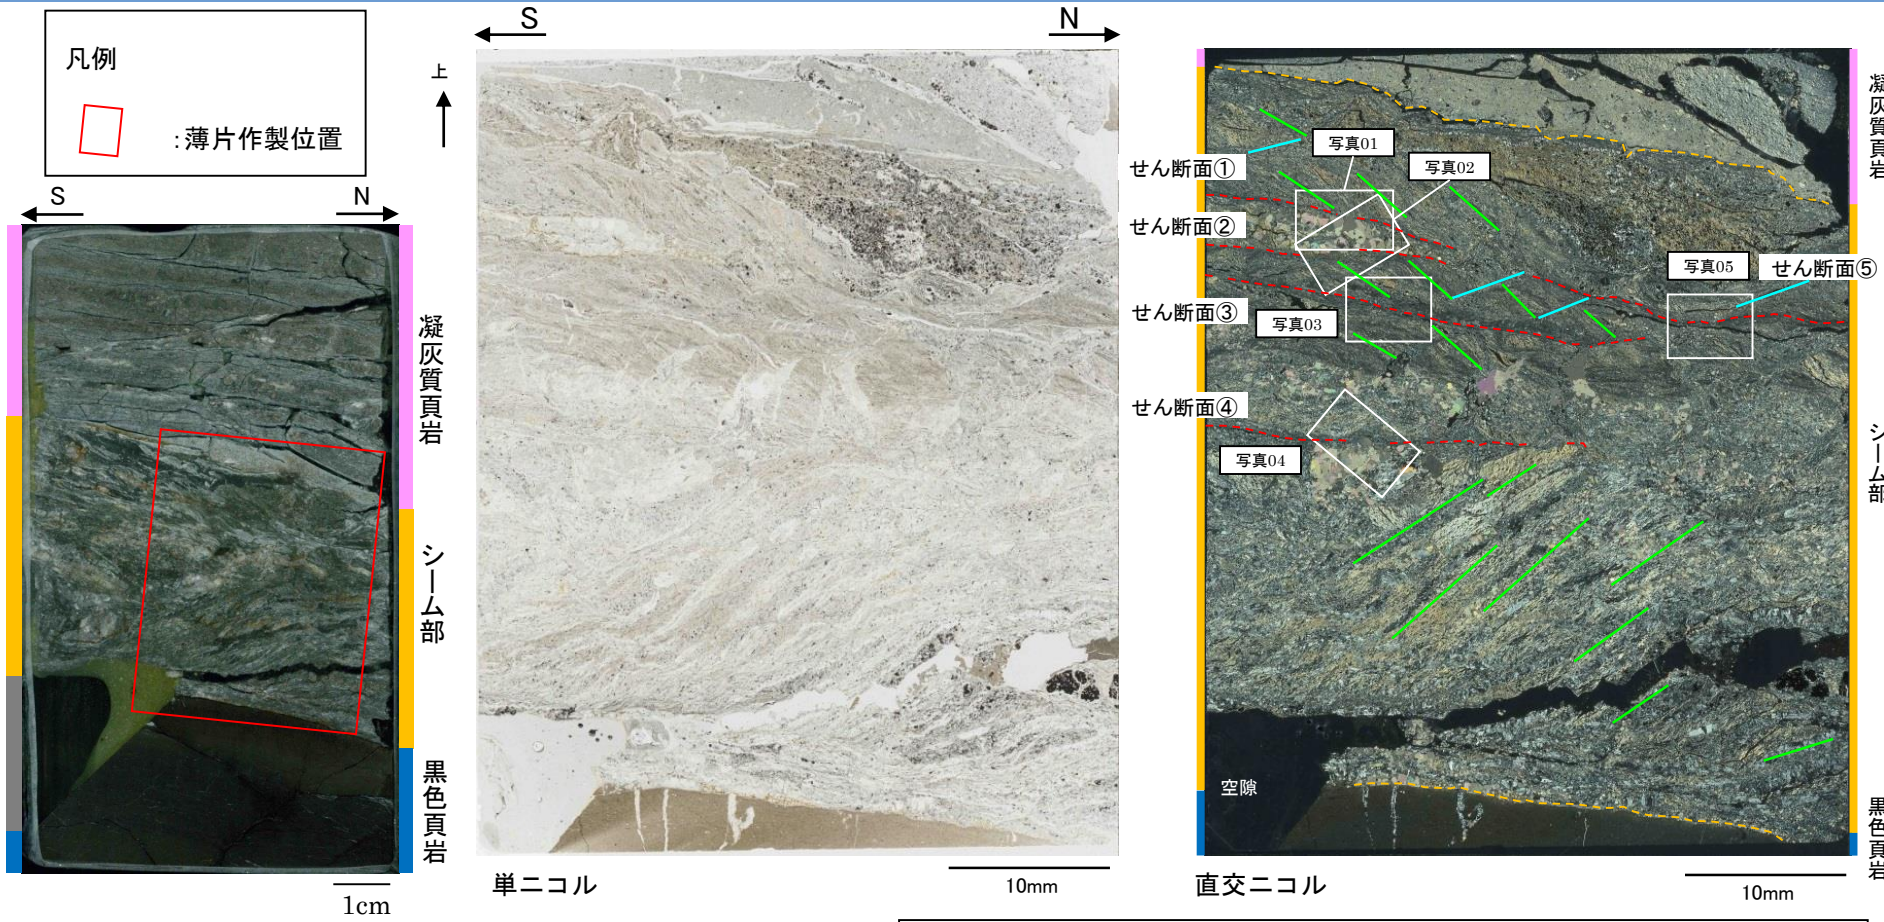 凡例
:薄片作製位置
S
N
凝灰質頁岩
シーム部
黒色頁岩
1cm
S
N
上
単ニコル
10mm
せん断面①
せん断面②
せん断面③
せん断面④
せん断面⑤
写真01
写真02
写真03
写真04
写真05
空隙
凝灰質頁岩
シーム部
黒色頁岩
直交ニコル
10mm